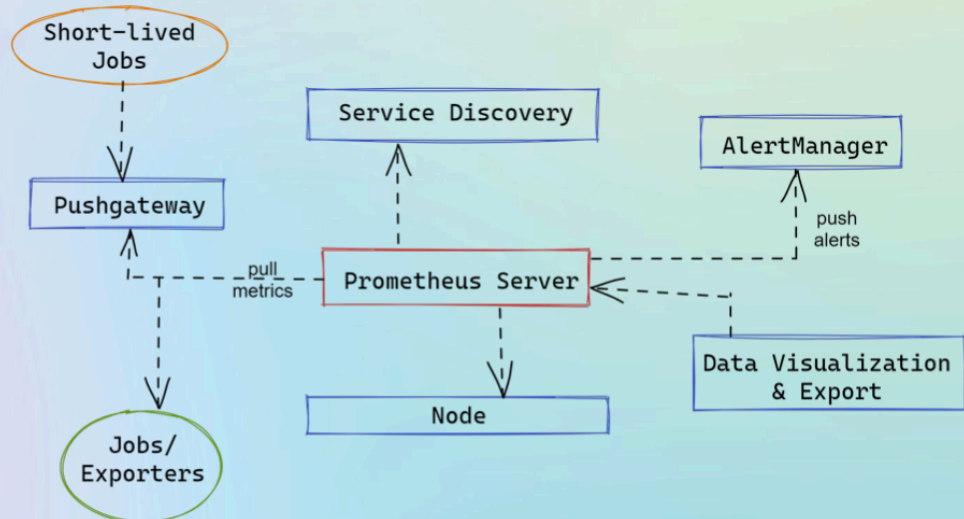 Short-lived
Jobs
Service Discovery
AlertManager
Pushgateway
push
alerts
pull
metrics
Prometheus Server
Data Visualization
& Export
Node
Jobs/
Exporters